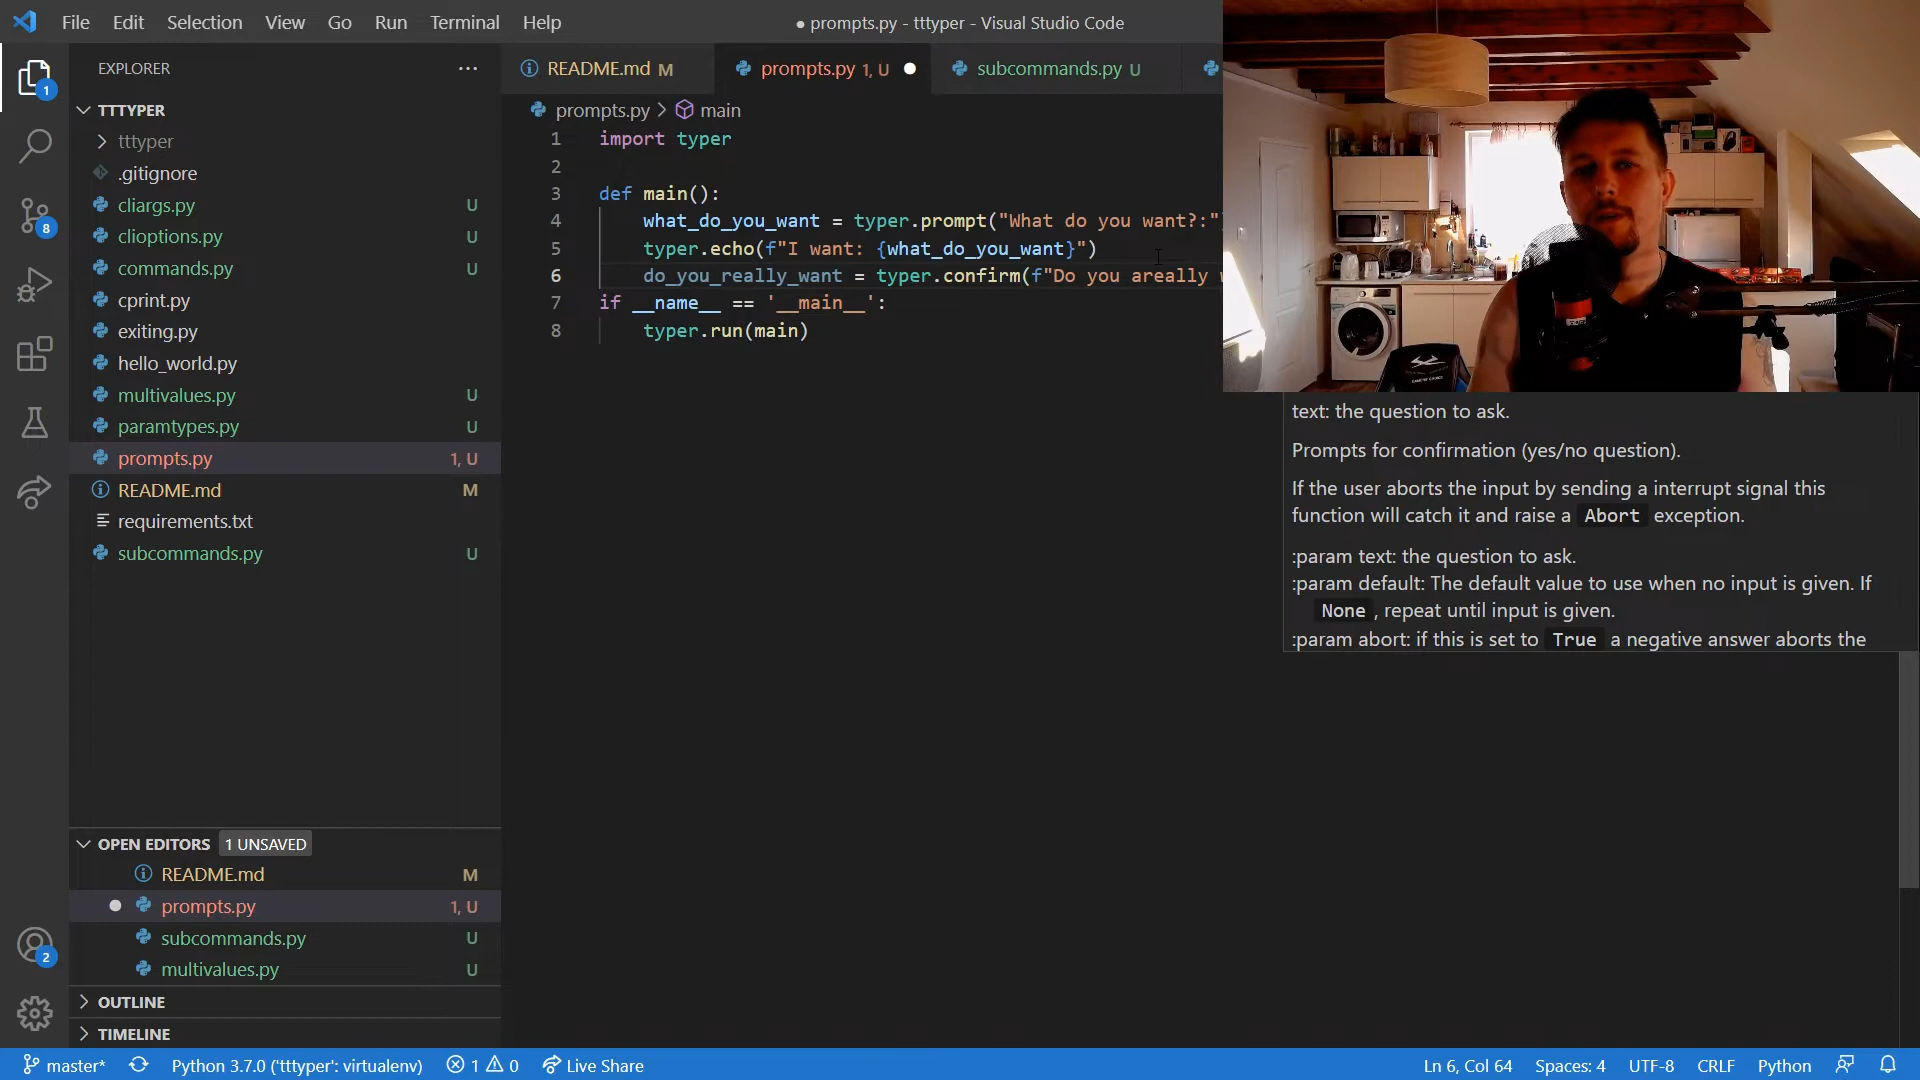 File Edit Selection View Go Run Terminal Help
● prompts.py - tttyper - Visual Studio Code
EXPLORER
TTTYPER
tttyper
.gitignore
cliargs.py U
clioptions.py U
commands.py U
cprint.py
exiting.py
hello_world.py
multivalues.py U
paramtypes.py U
prompts.py 1, U
README.md M
requirements.txt
subcommands.py U
OPEN EDITORS 1 UNSAVED
README.md M
prompts.py 1, U
subcommands.py U
multivalues.py U
OUTLINE
TIMELINE
1
8
2
README.md M prompts.py 1, U subcommands.py U
prompts.py > main
1 import typer
2
3 def main():
4 what_do_you_want = typer.prompt("What do you want?:"
5 typer.echo(f"I want: {what_do_you_want}")
6 do_you_really_want = typer.confirm(f"Do you areally
7 if __name__ == '__main__':
8 typer.run(main)
text: the question to ask.
Prompts for confirmation (yes/no question).
If the user aborts the input by sending a interrupt signal this
function will catch it and raise a Abort exception.
:param text: the question to ask.
:param default: The default value to use when no input is given. If
None , repeat until input is given.
:param abort: if this is set to True a negative answer aborts the
master* Python 3.7.0 ('tttyper': virtualenv) 1 0 Live Share Ln 6, Col 64 Spaces: 4 UTF-8 CRLF Python